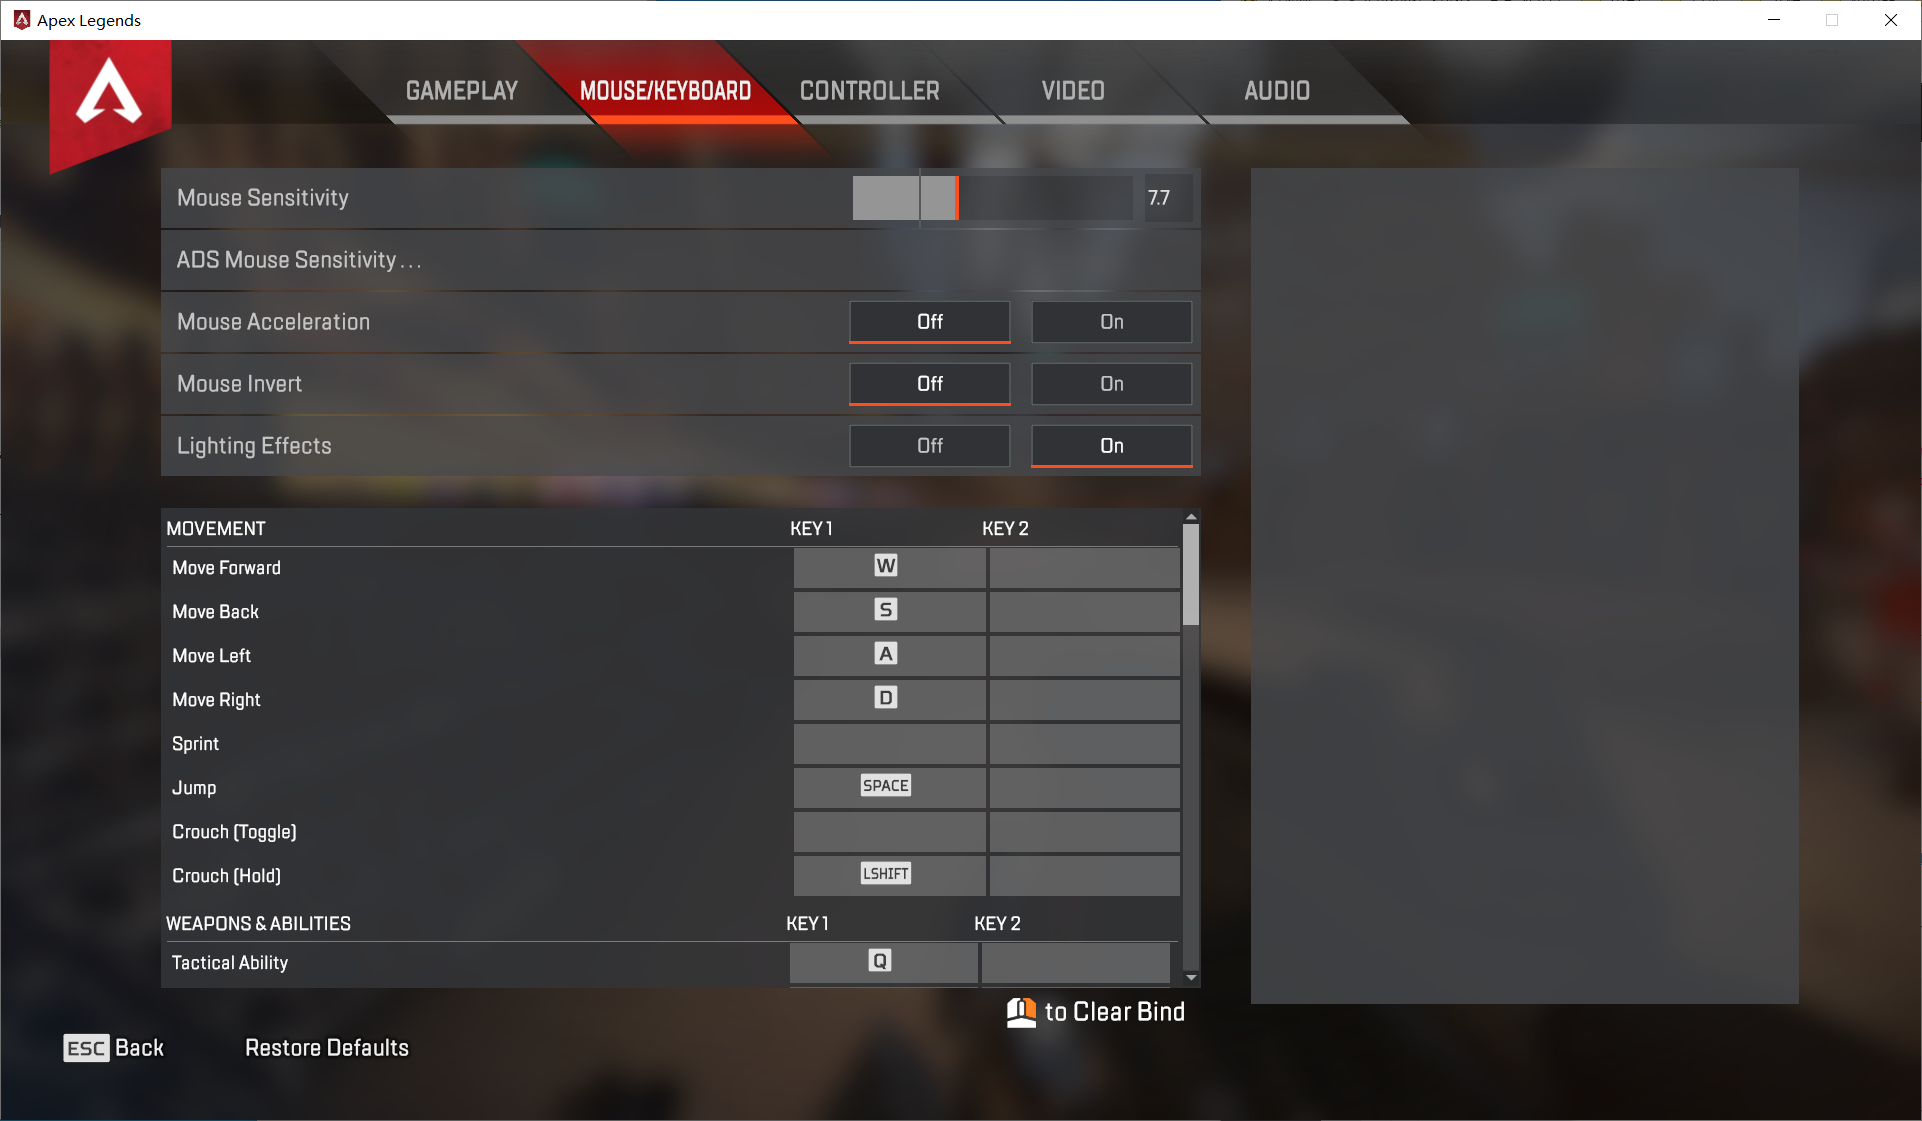 Apex Legends
GAMEPLAY MOUSE/KEYBOARD CONTROLLER VIDEO AUDIO
Mouse Sensitivity 7.7
ADS Mouse Sensitivity...
Mouse Acceleration Off On
Mouse Invert Off On
Lighting Effects Off On
MOVEMENT KEY 1 KEY 2
Move Forward W
Move Back S
Move Left A
Move Right D
Sprint
Jump SPACE
Crouch (Toggle)
Crouch (Hold) LSHIFT
WEAPONS & ABILITIES KEY 1 KEY 2
Tactical Ability Q
to Clear Bind
ESC Back Restore Defaults